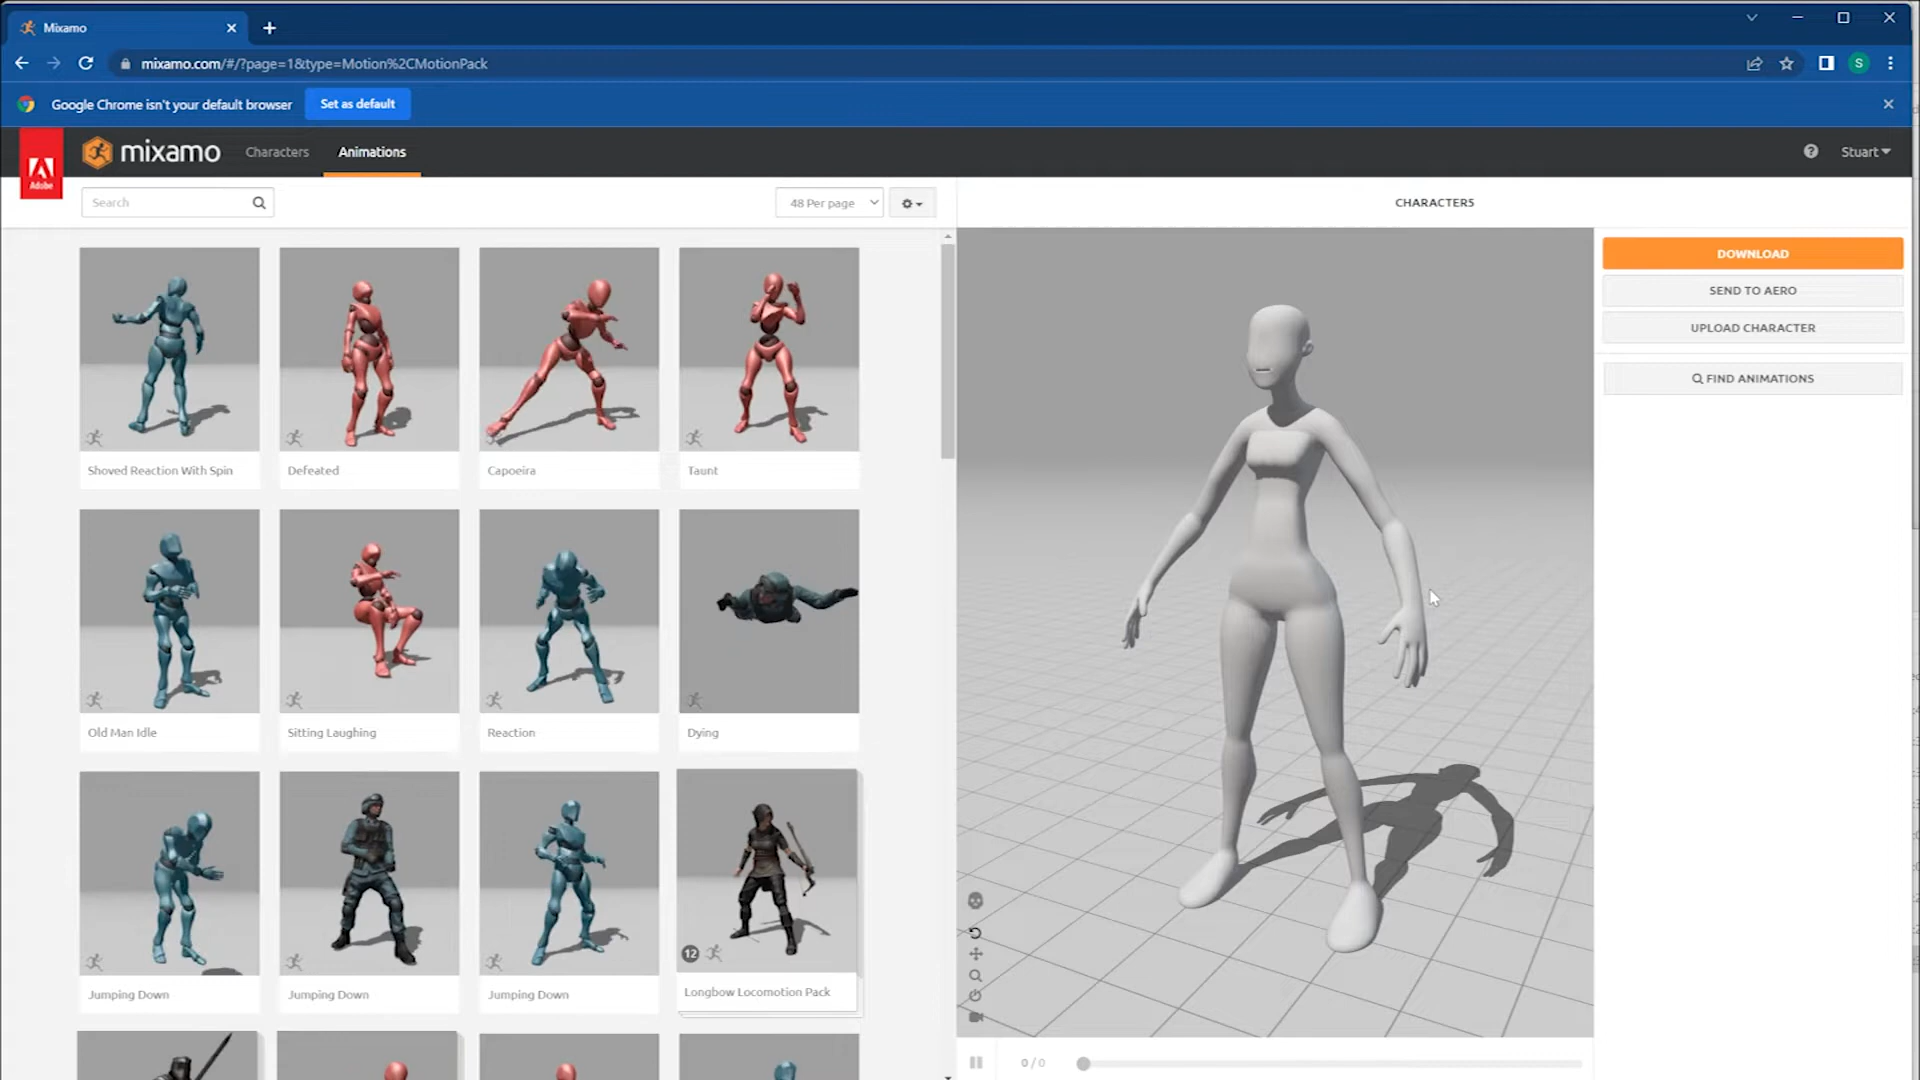 Mixamo
mixamo.com/#/?page=1&type=Motion%2CMotionPack
S
Google Chrome isn't your default browser
Set as default
Adobe
mixamo
Characters
Animations
Stuart
Search
48 Per page
CHARACTERS
DOWNLOAD
SEND TO AERO
UPLOAD CHARACTER
FIND ANIMATIONS
Shoved Reaction With Spin
Defeated
Capoeira
Taunt
Old Man Idle
Sitting Laughing
Reaction
Dying
12
Jumping Down
Jumping Down
Jumping Down
Longbow Locomotion Pack
0 / 0